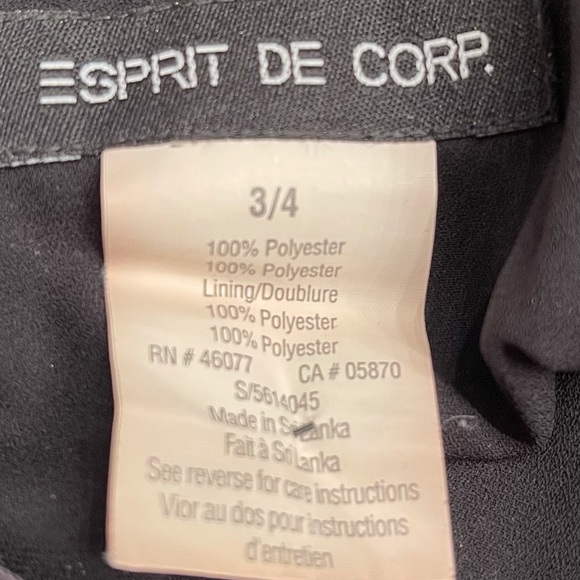 ESPRIT DE CORP.
3/4
100% Polyester
100% Polyester
Lining/Doublure
100% Polyester
100% Polyester
RN # 46077 CA # 05870
S/5614045
Made in Sri Lanka
Fait à Sri Lanka
See reverse for care instructions
Vior au dos pour instructions
d'entretien